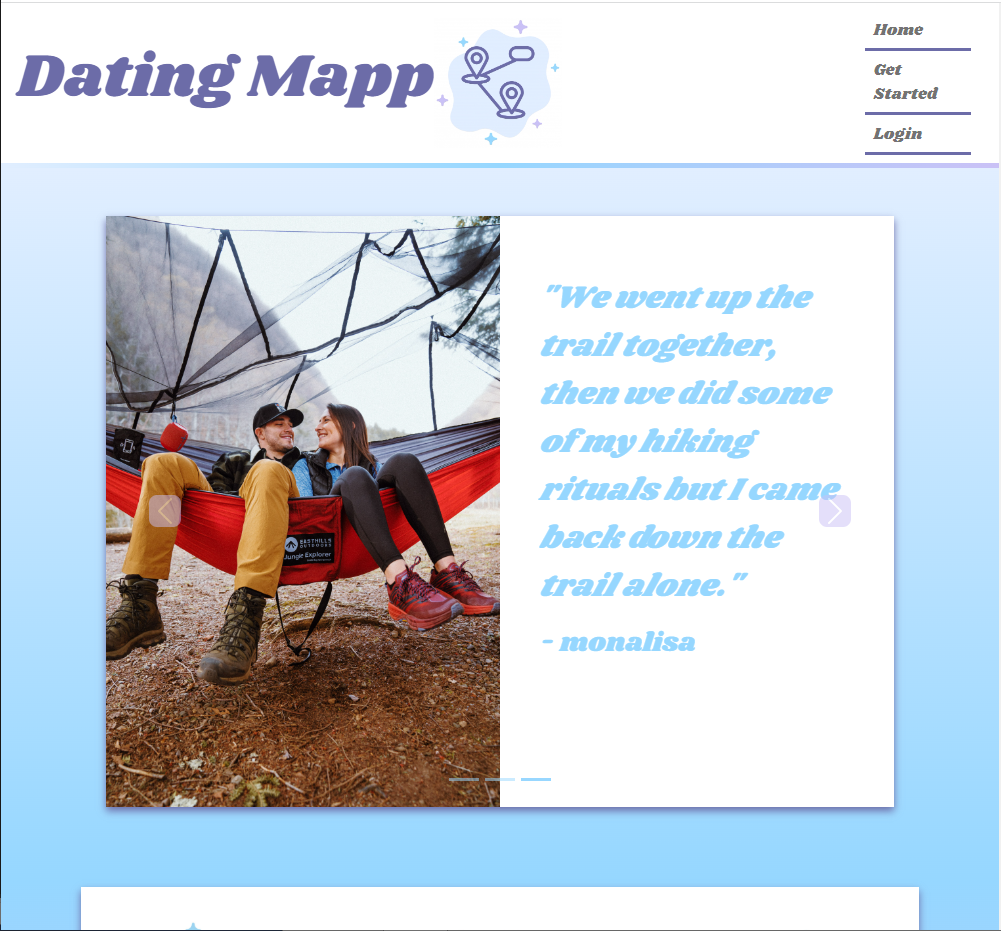 Dating Mapp
Home
Get
Started
Login
"We went up the
trail together,
then we did some
of my hiking
rituals but I came
back down the
trail alone."
- monalisa
BESTHILLS
OUTDOORS
Jungle Explorer